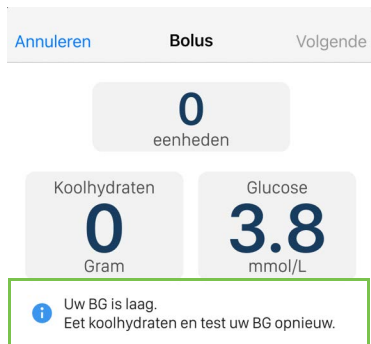 Annuleren Bolus Volgende
0
eenheden
Koolhydraten Glucose
0 3.8
Gram mmol/L
Uw BG is laag.
Eet koolhydraten en test uw BG opnieuw.